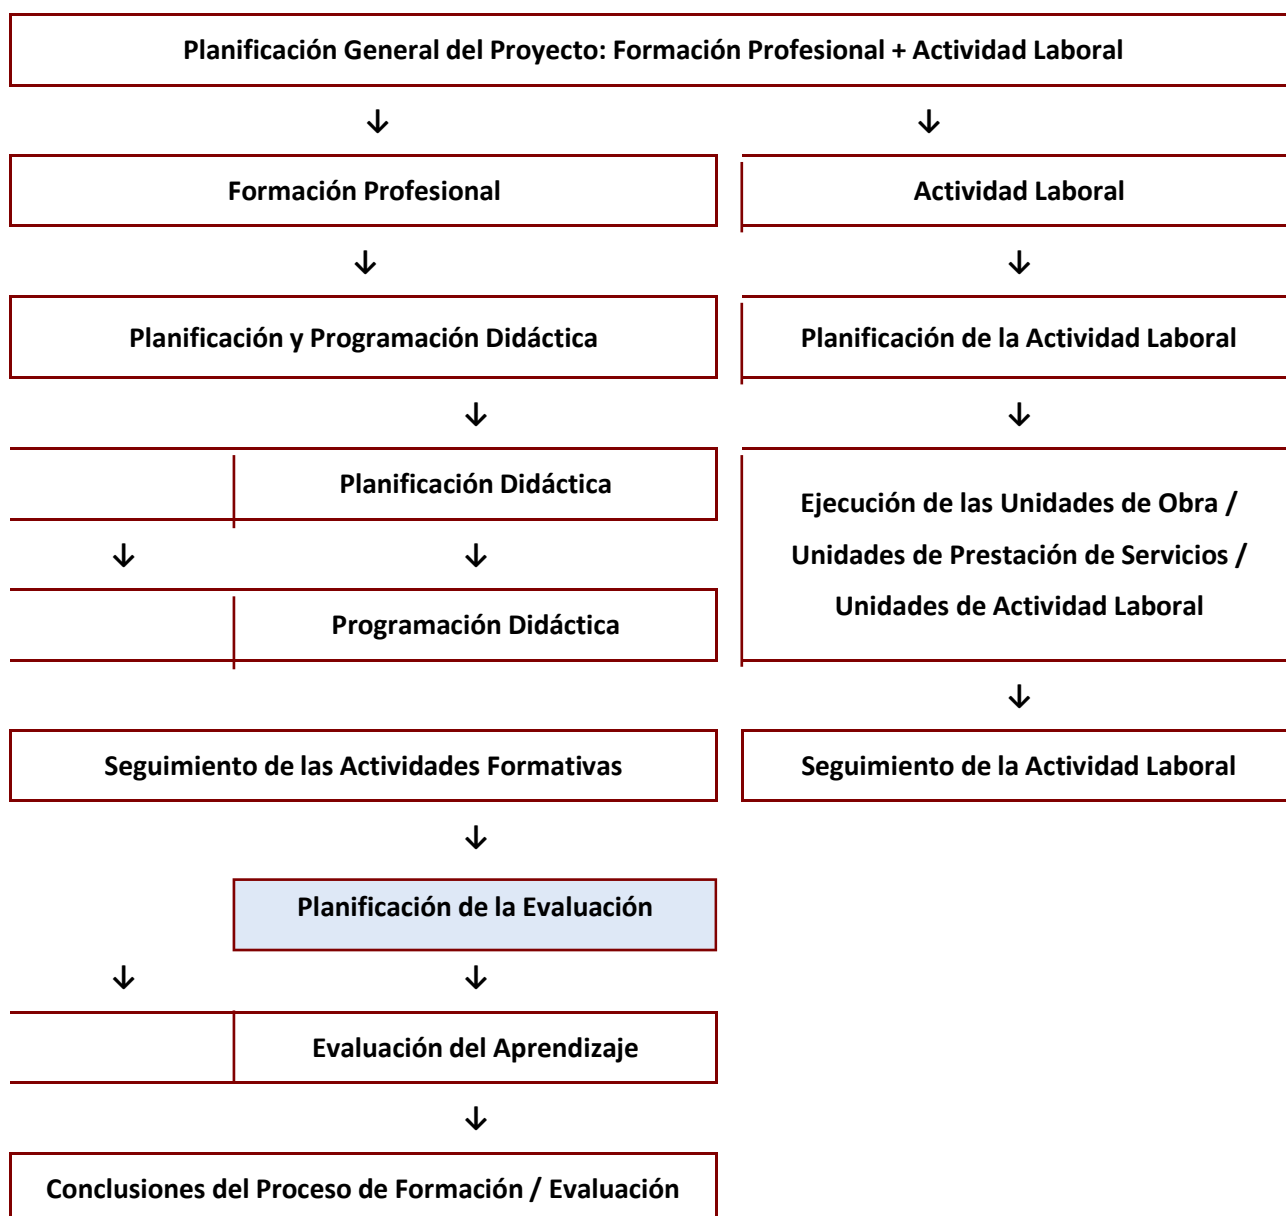 Planificación General del Proyecto: Formación Profesional + Actividad Laboral
Formación Profesional
Actividad Laboral
Planificación y Programación Didáctica
Planificación de la Actividad Laboral
Planificación Didáctica
Ejecución de las Unidades de Obra /
Unidades de Prestación de Servicios /
Unidades de Actividad Laboral
Programación Didáctica
Seguimiento de las Actividades Formativas
Seguimiento de la Actividad Laboral
Planificación de la Evaluación
Evaluación del Aprendizaje
Conclusiones del Proceso de Formación / Evaluación